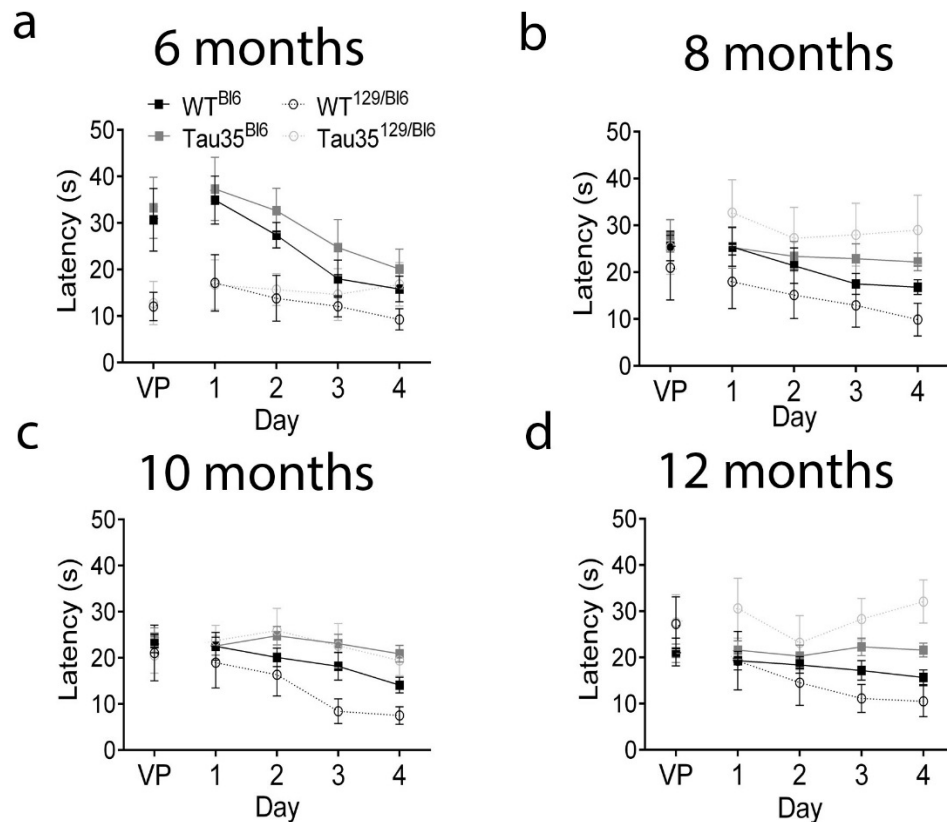 a
6 months
WT^Bl6 WT^129/Bl6
Tau35^Bl6 Tau35^129/Bl6
50
40
30
20
10
0
Latency (s)
VP 1 2 3 4
Day
b
8 months
50
40
30
20
10
0
Latency (s)
VP 1 2 3 4
Day
c
10 months
50
40
30
20
10
0
Latency (s)
VP 1 2 3 4
Day
d
12 months
50
40
30
20
10
0
Latency (s)
VP 1 2 3 4
Day